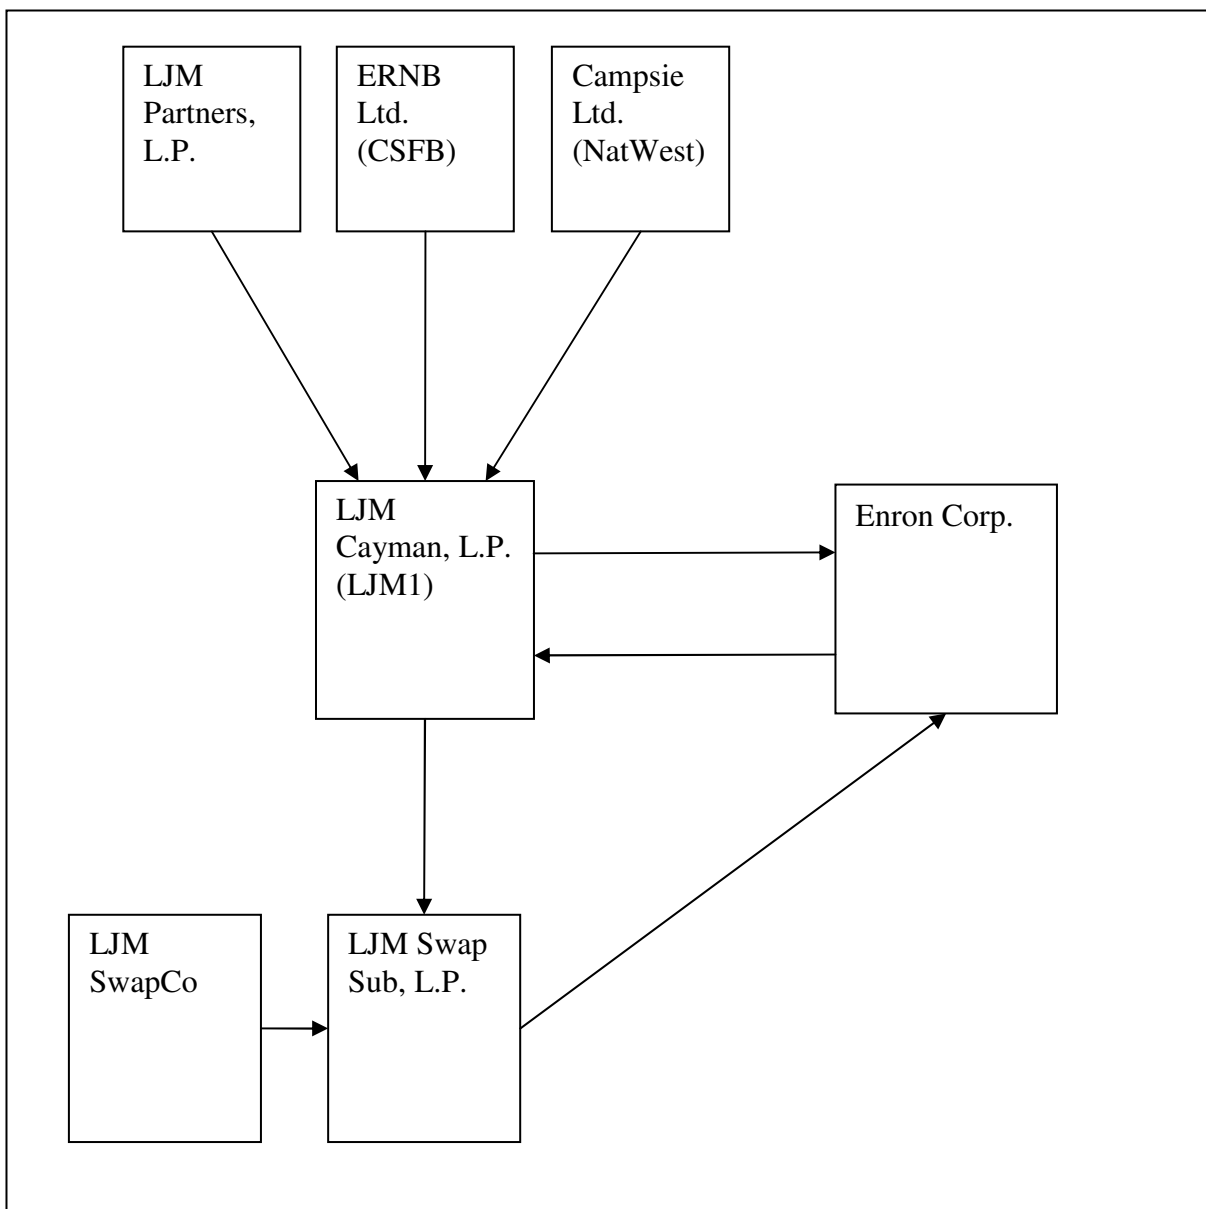 LJM
Partners,
L.P.
ERNB
Ltd.
(CSFB)
Campsie
Ltd.
(NatWest)
LJM
Cayman, L.P.
(LJM1)
Enron Corp.
LJM
SwapCo
LJM Swap
Sub, L.P.